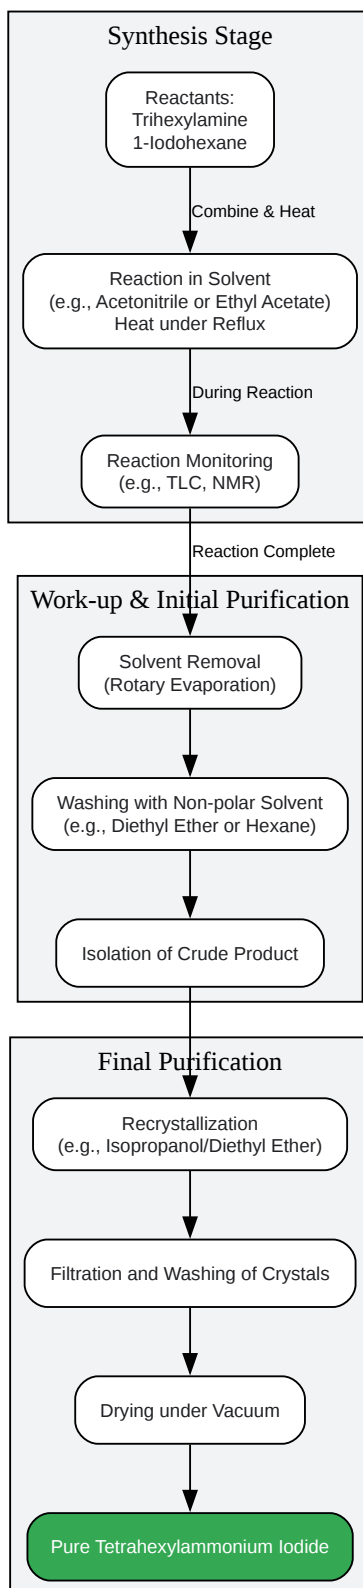 Synthesis Stage
Reactants:
Trihexylamine
1-Iodohexane
Combine & Heat
Reaction in Solvent
(e.g., Acetonitrile or Ethyl Acetate)
Heat under Reflux
During Reaction
Reaction Monitoring
(e.g., TLC, NMR)
Reaction Complete
Work-up & Initial Purification
Solvent Removal
(Rotary Evaporation)
Washing with Non-polar Solvent
(e.g., Diethyl Ether or Hexane)
Isolation of Crude Product
Final Purification
Recrystallization
(e.g., Isopropanol/Diethyl Ether)
Filtration and Washing of Crystals
Drying under Vacuum
Pure Tetrahexylammonium Iodide